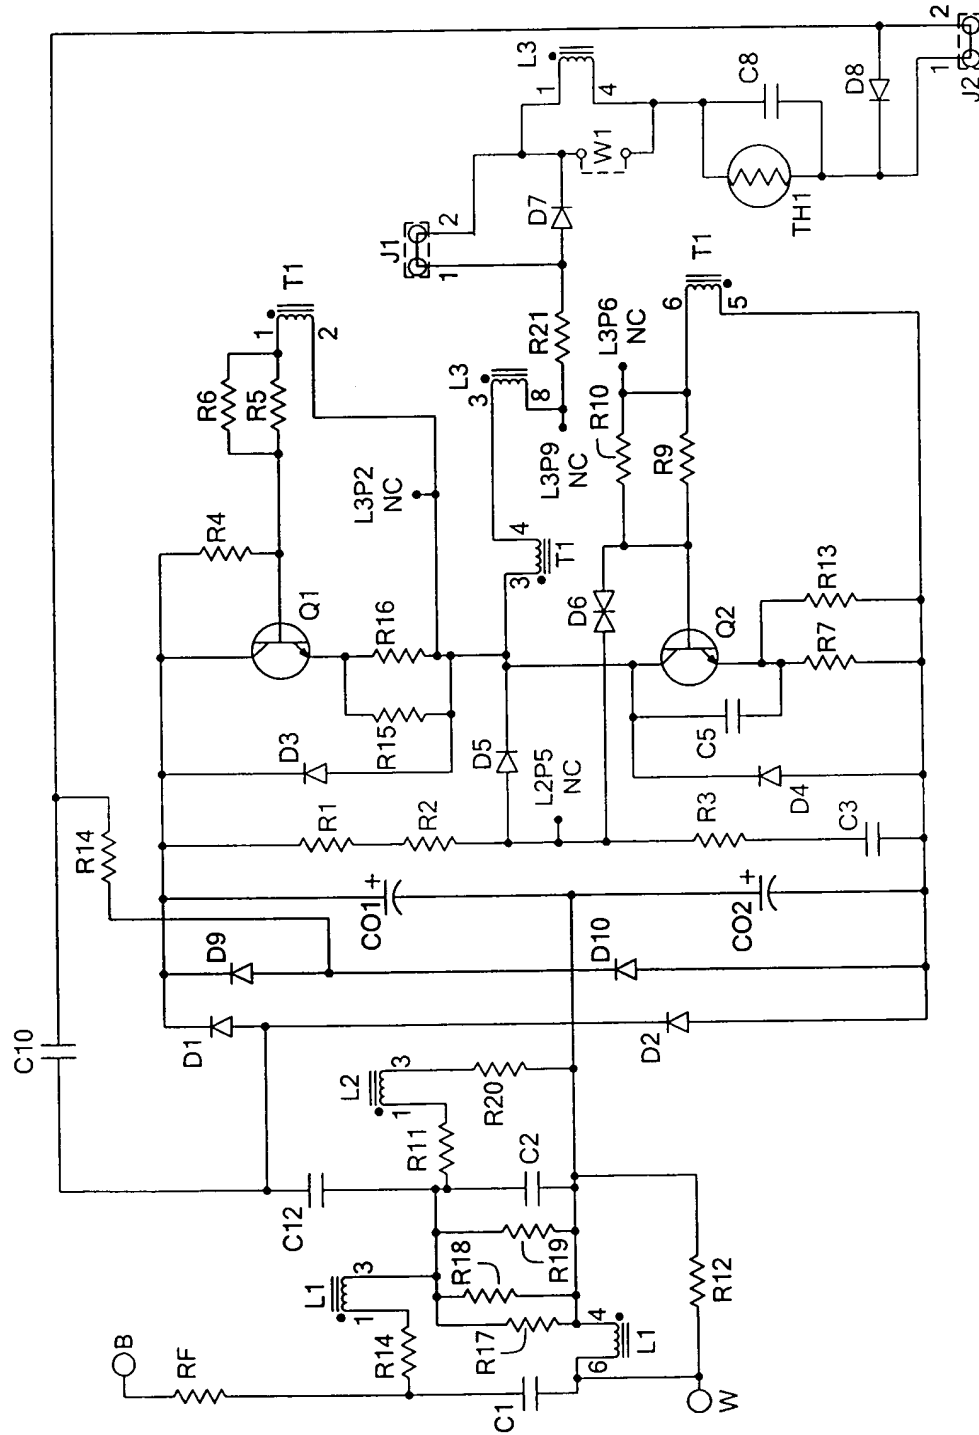 C10
R14
D1
D9
D3
R1
R2
CO1
+
R15
R16
Q1
R4
R6
R5
1
T1
2
L3P2
NC
J1
1
2
D7
L3
1
4
W1
C8
TH1
D8
1
2
J2
B
RF
L1
1
3
R14
C12
L2
1
3
R11
R20
C2
R18
R19
R17
C1
6
4
L1
W
R12
D2
D10
CO2
+
D5
L2P5
NC
R3
C3
D4
C5
R7
R13
Q2
D6
3
4
T1
L3
3
8
L3P9
NC
R21
R10
L3P6
NC
R9
6
5
T1